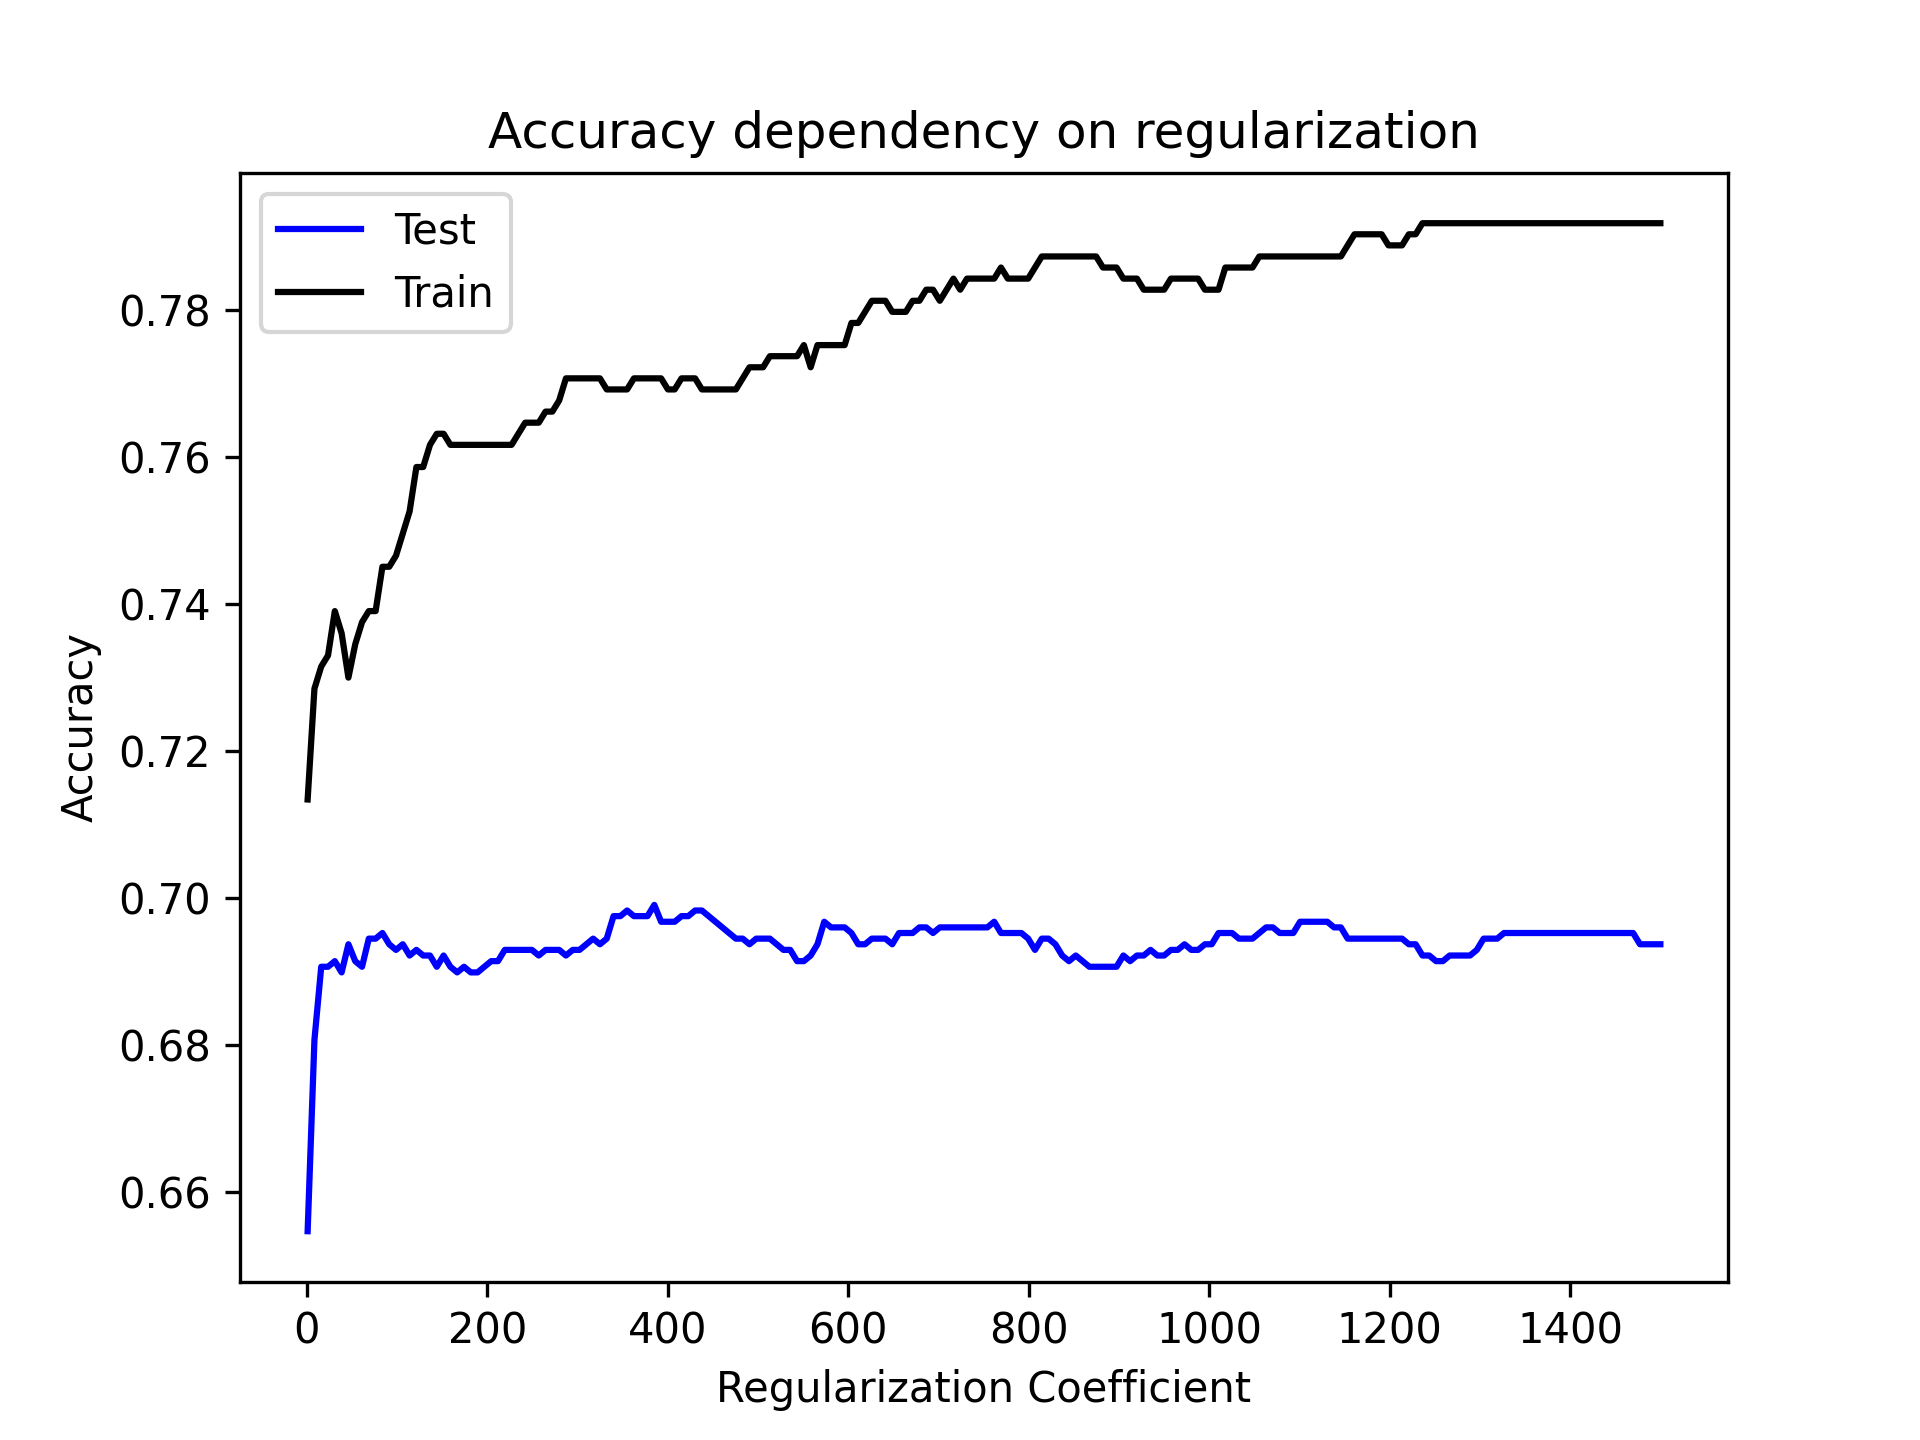 Accuracy dependency on regularization
Test
Train
0.78
0.76
0.74
0.72
0.70
0.68
0.66
Accuracy
0 200 400 600 800 1000 1200 1400
Regularization Coefficient